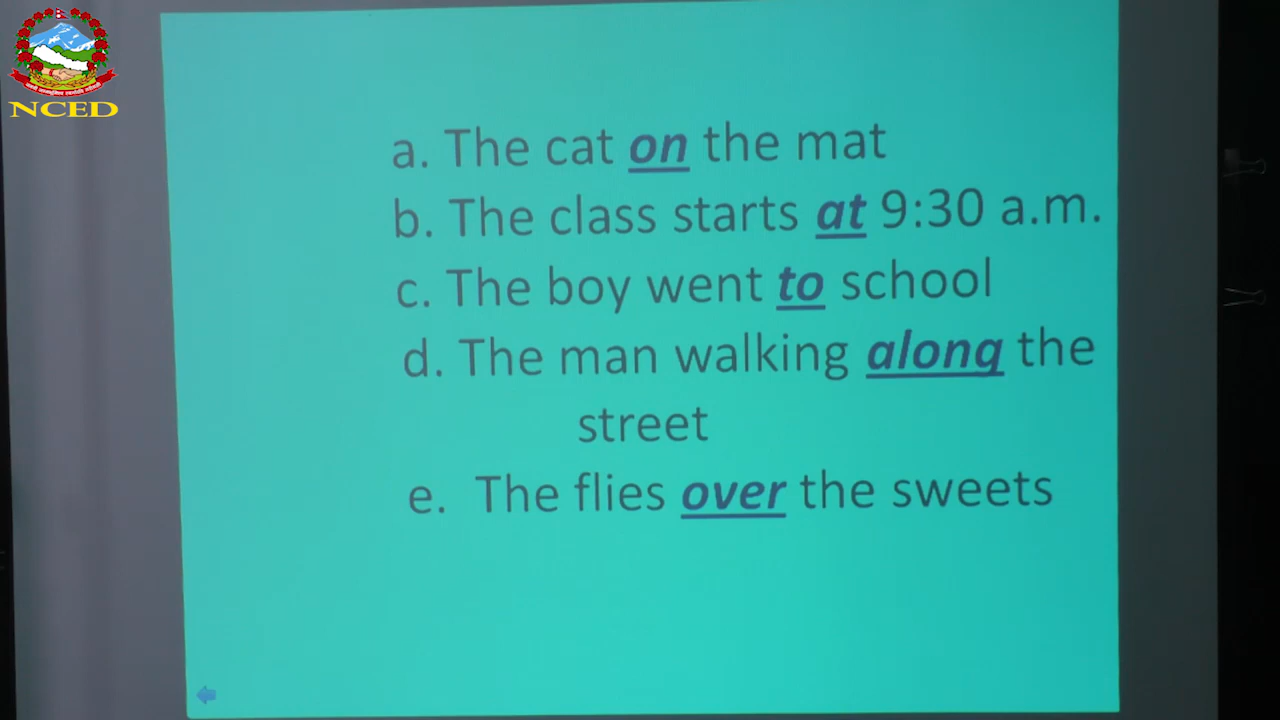 NCED
a. The cat on the mat
b. The class starts at 9:30 a.m.
c. The boy went to school
d. The man walking along the
street
e. The flies over the sweets